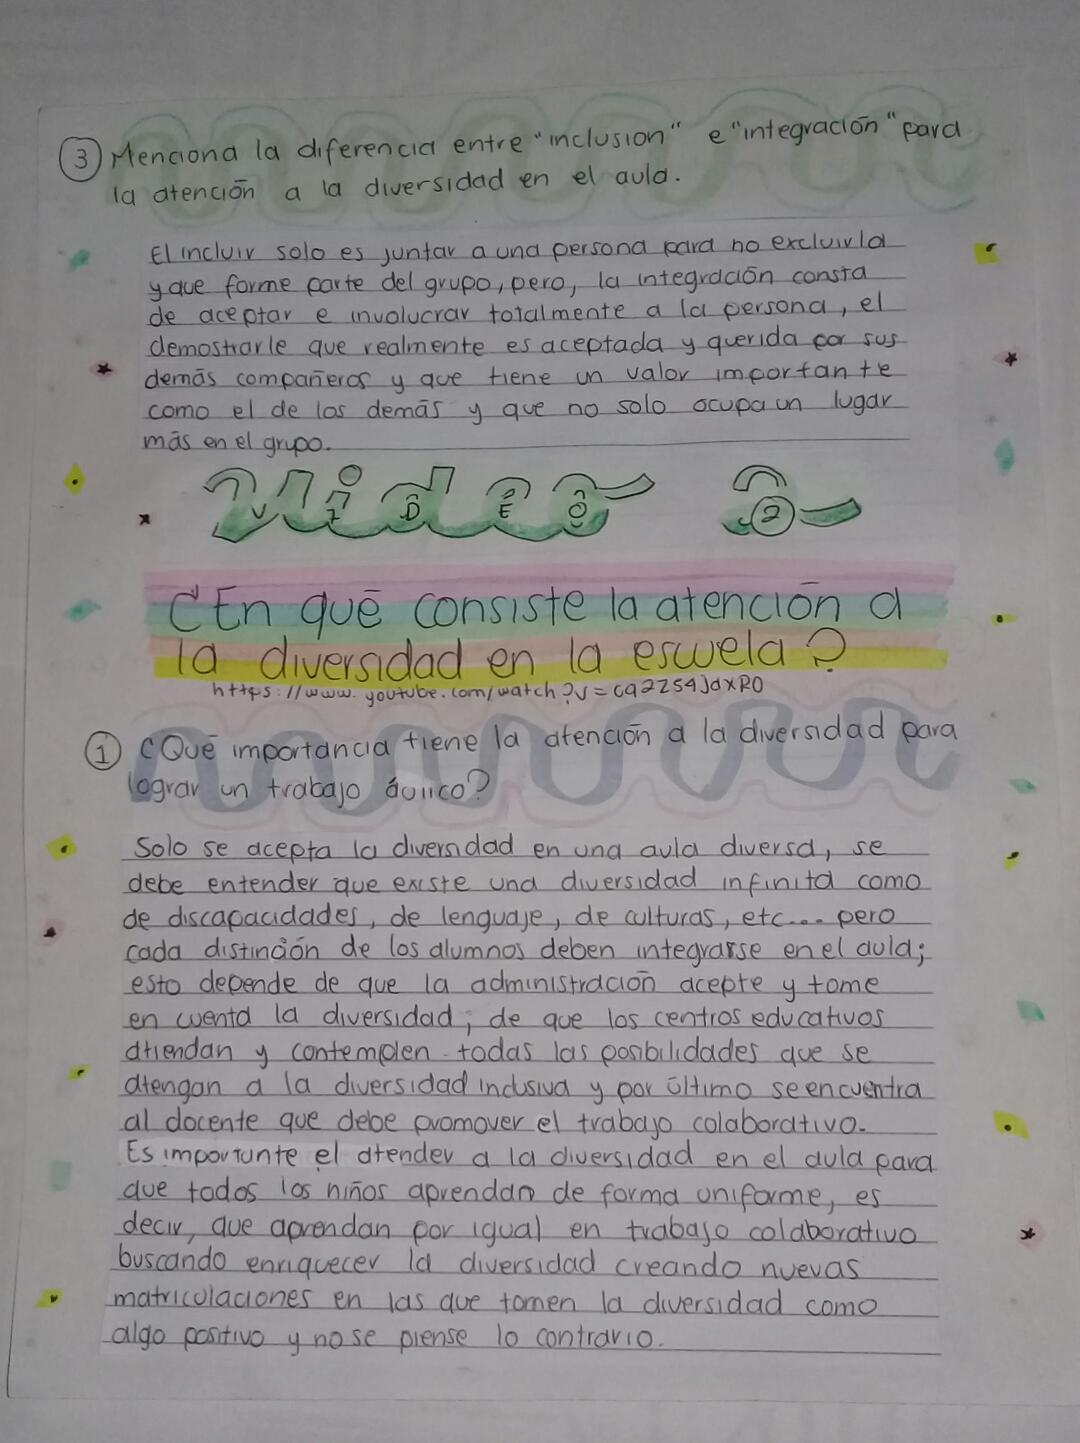 3 Menciona la diferencia entre "inclusion" e "integración" para
la atención a la diversidad en el aula.
El incluir solo es juntar a una persona para no excluirla
y que forme parte del grupo, pero, la integración consta
de aceptar e involucrar totalmente a la persona, el
demostrarle que realmente es aceptada y querida por sus
demás compañeros y que tiene un valor importante
como el de los demás y que no solo ocupa un lugar
más en el grupo.
Video 2
V I D E O 2
¿En qué consiste la atención a
la diversidad en la escuela?
https://www.youtube.com/watch?v=
1 ¿Qué importancia tiene la atención a la diversidad para
lograr un trabajo áulico?
Solo se acepta la diversidad en una aula diversa, se
debe entender que existe una diversidad infinita como
de discapacidades, de lenguaje, de culturas, etc... pero
cada distinción de los alumnos deben integrarse en el aula;
esto depende de que la administración acepte y tome
en cuenta la diversidad; de que los centros educativos
atiendan y contemplen todas las posibilidades que se
atengan a la diversidad inclusiva y por último se encuentra
al docente que debe promover el trabajo colaborativo.
Es importante el atender a la diversidad en el aula para
que todos los niños aprendan de forma uniforme, es
decir, que aprendan por igual en trabajo colaborativo
buscando enriquecer la diversidad creando nuevas
matriculaciones en las que tomen la diversidad como
algo positivo y no se piense lo contrario.